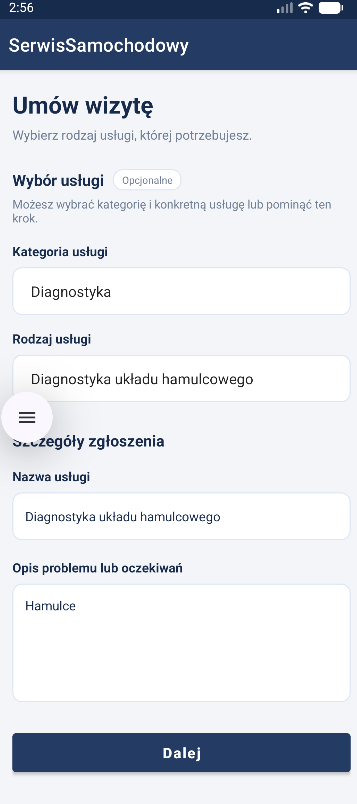 2:56
SerwisSamochodowy
Umów wizytę
Wybierz rodzaj usługi, której potrzebujesz.
Wybór usługi Opcjonalne
Możesz wybrać kategorię i konkretną usługę lub pominąć ten
krok.
Kategoria usługi
Diagnostyka
Rodzaj usługi
Diagnostyka układu hamulcowego
Szczegóły zgłoszenia
Nazwa usługi
Diagnostyka układu hamulcowego
Opis problemu lub oczekiwań
Hamulce
Dalej